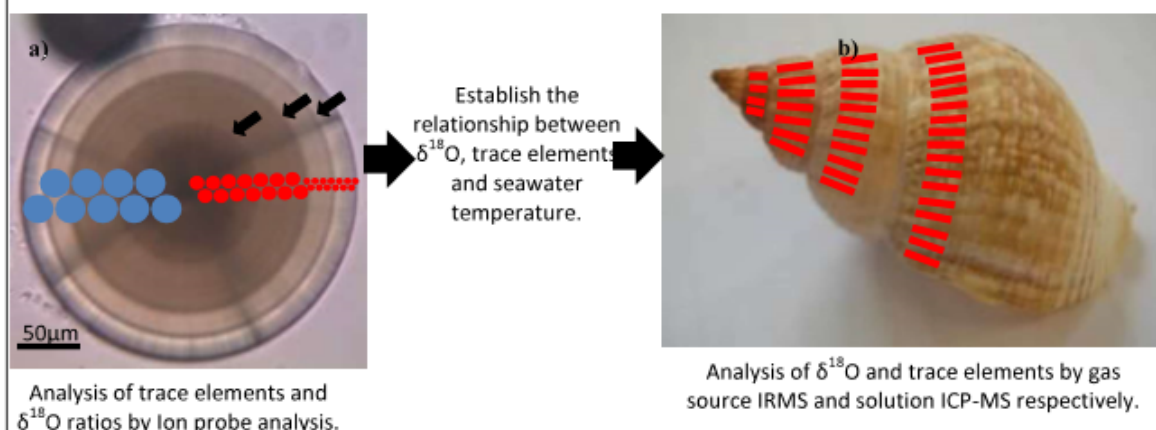 a)
50μm
Analysis of trace elements and
δ¹⁸O ratios by Ion probe analysis.
Establish the
relationship between
δ¹⁸O, trace elements
and seawater
temperature.
b)
Analysis of δ¹⁸O and trace elements by gas
source IRMS and solution ICP-MS respectively.